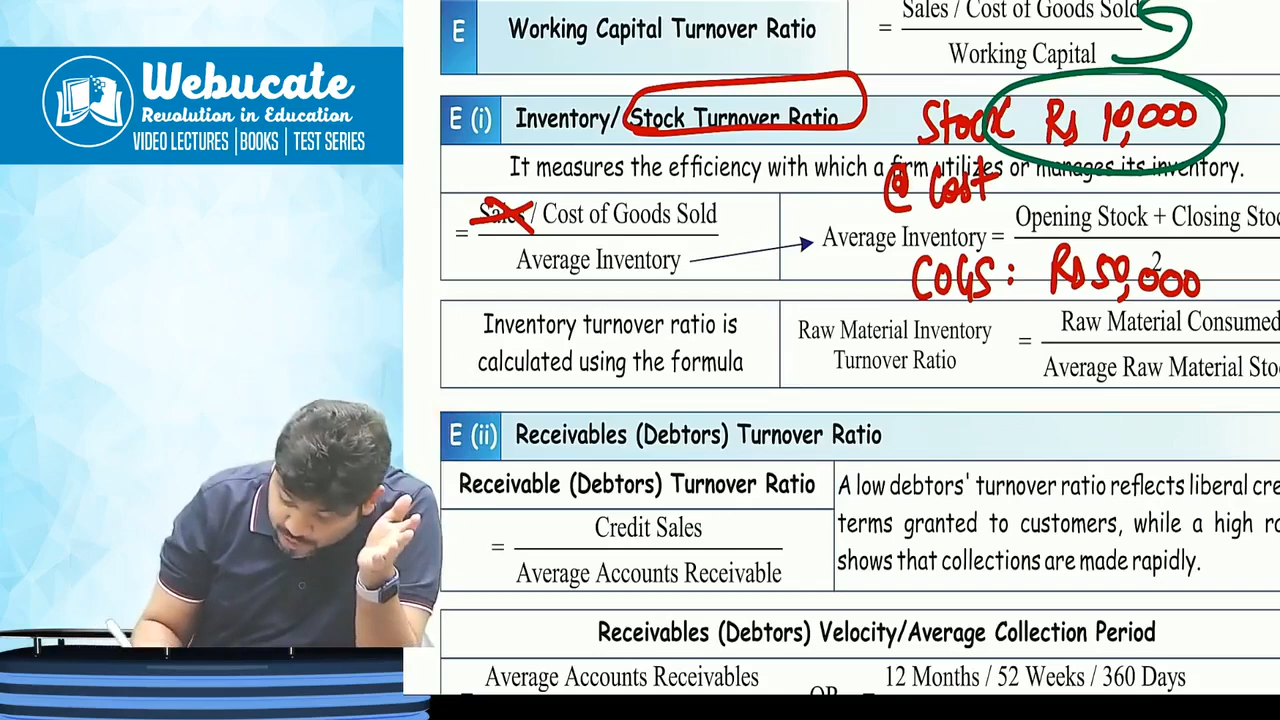 Webucate
Revolution in Education
VIDEO LECTURES | BOOKS | TEST SERIES
E
Working Capital Turnover Ratio
= Sales / Cost of Goods Sold
Working Capital
E (i)
Inventory/ Stock Turnover Ratio
Stock Rs 10,000
It measures the efficiency with which a firm utilizes or manages its inventory.
@ Cost
= Sales / Cost of Goods Sold
Average Inventory
Average Inventory = Opening Stock + Closing Sto
2
COGS : Rs 50,000
Inventory turnover ratio is
calculated using the formula
Raw Material Inventory
Turnover Ratio
= Raw Material Consumed
Average Raw Material Sto
E (ii)
Receivables (Debtors) Turnover Ratio
Receivable (Debtors) Turnover Ratio
= Credit Sales
Average Accounts Receivable
A low debtors' turnover ratio reflects liberal cre
terms granted to customers, while a high ra
shows that collections are made rapidly.
Receivables (Debtors) Velocity/Average Collection Period
Average Accounts Receivables
OR
12 Months / 52 Weeks / 360 Days